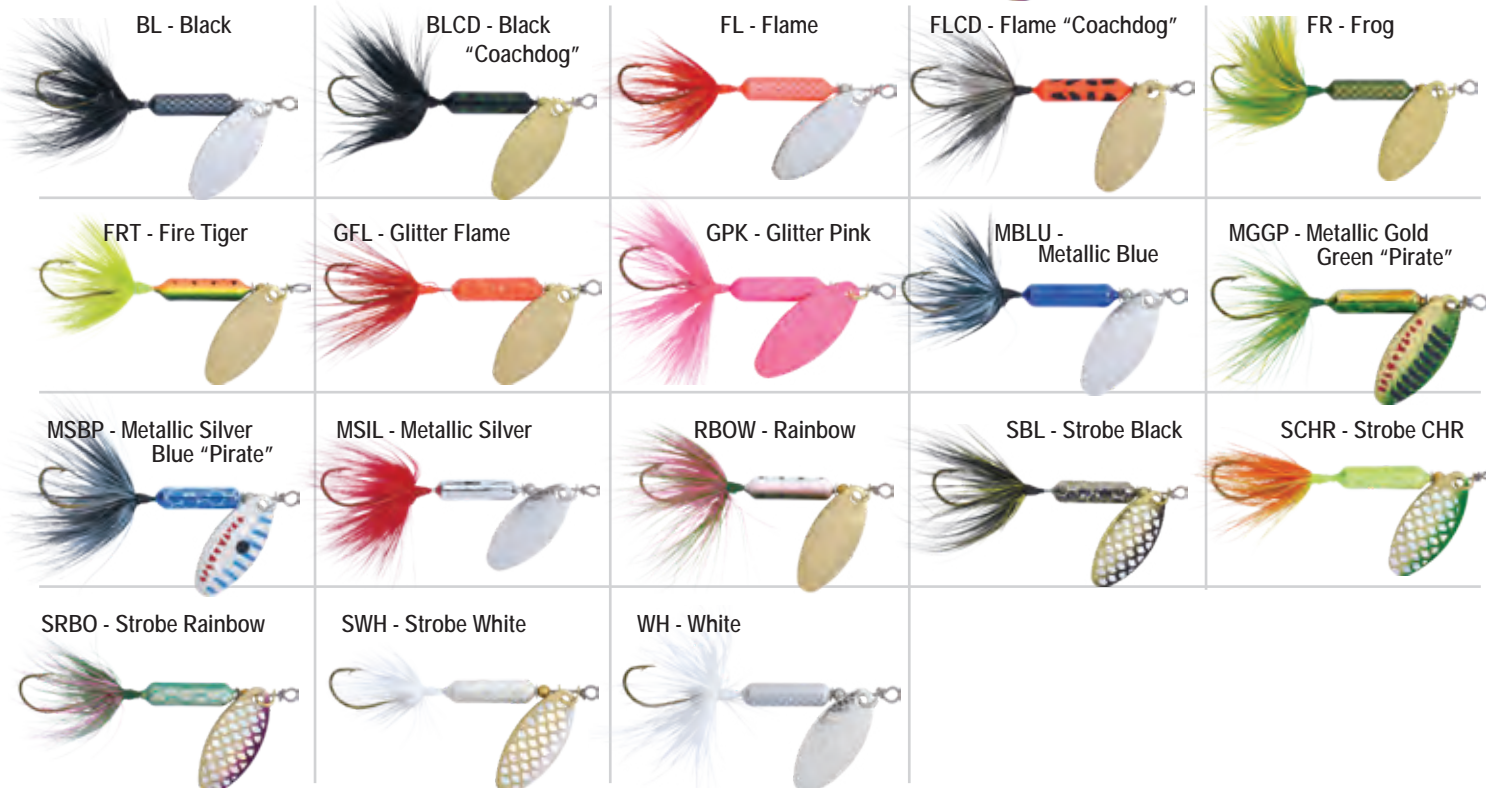 BL - Black
BLCD - Black
"Coachdog"
FL - Flame
FLCD - Flame "Coachdog"
FR - Frog
FRT - Fire Tiger
GFL - Glitter Flame
GPK - Glitter Pink
MBLU -
Metallic Blue
MGGP - Metallic Gold
Green "Pirate"
MSBP - Metallic Silver
Blue "Pirate"
MSIL - Metallic Silver
RBOW - Rainbow
SBL - Strobe Black
SCHR - Strobe CHR
SRBO - Strobe Rainbow
SWH - Strobe White
WH - White